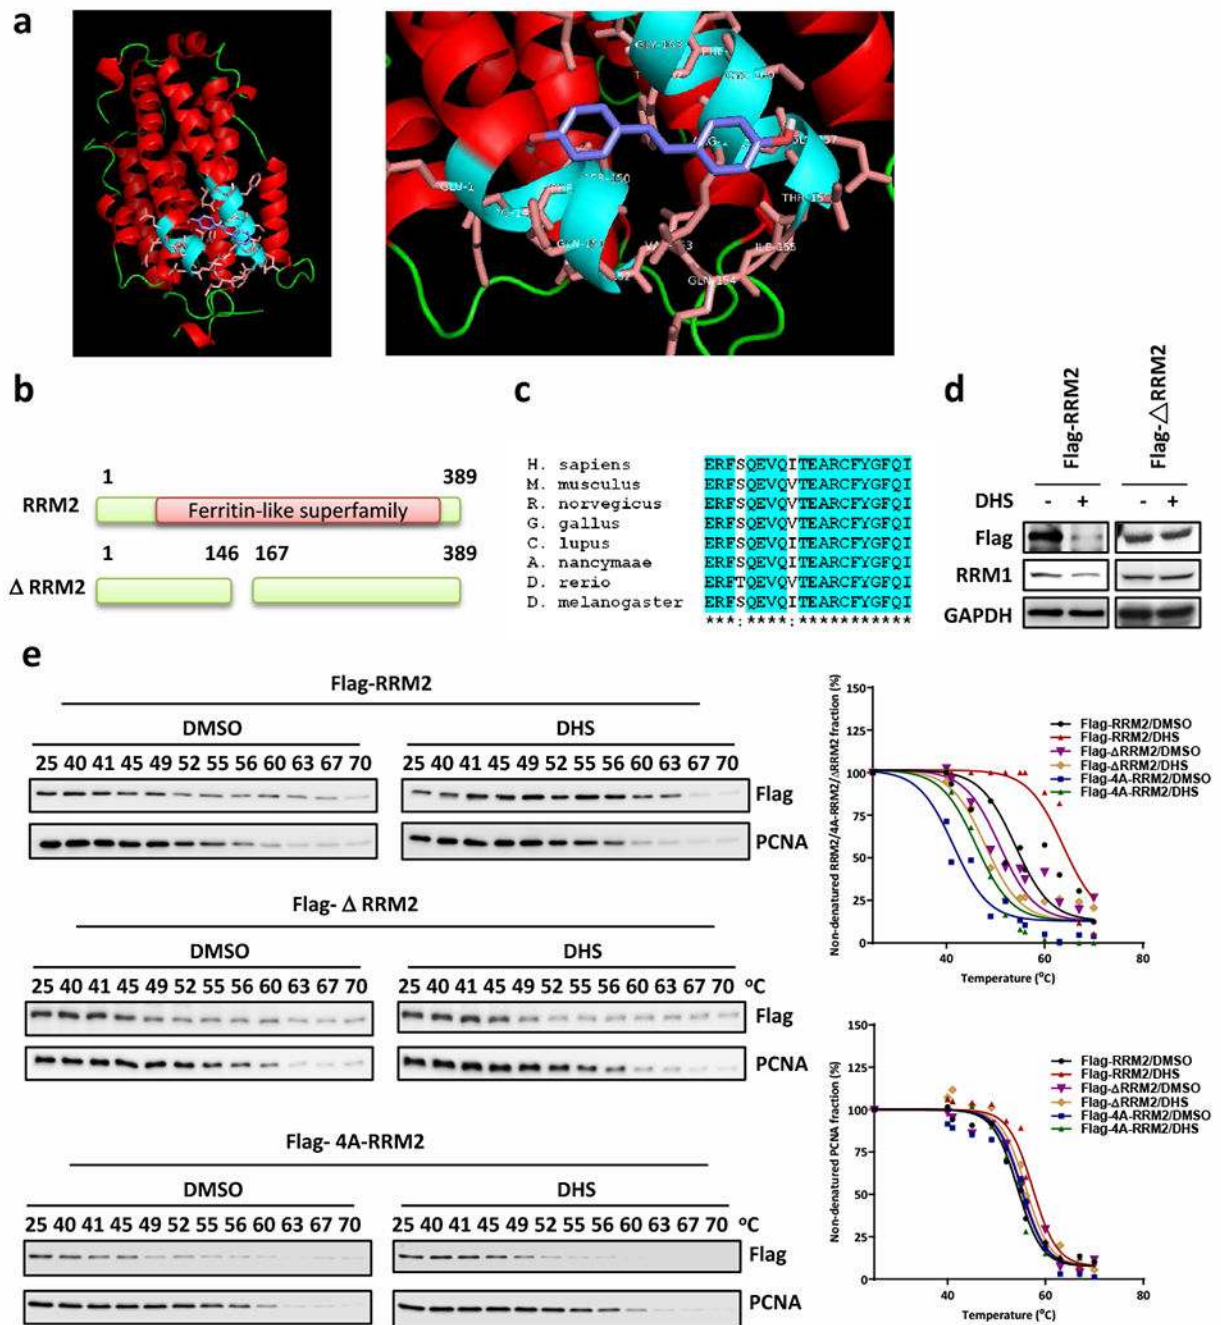 a
GLY-163
PHE-
GLU-1
SER-150
GLN-151
THR-15
ILE-155
GLN-154
b
1 389
RRM2 Ferritin-like superfamily
1 146 167 389
Δ RRM2
c
H. sapiens ERFSQEVQITEARCFYGFQI
M. musculus ERFSQEVQVTEARCFYGFQI
R. norvegicus ERFSQEVQVTEARCFYGFQI
G. gallus ERFSQEVQVTEARCFYGFQI
C. lupus ERFSQEVQVTEARCFYGFQI
A. nancymaae ERFSQEVQVTEARCFYGFQI
D. rerio ERFTQEVQVTEARCFYGFQI
D. melanogaster ERFSQEVQITEARCFYGFQI
***:****:***********
d
Flag-RRM2
Flag-△RRM2
DHS - + - +
Flag
RRM1
GAPDH
e
Flag-RRM2
DMSO DHS
25 40 41 45 49 52 55 56 60 63 67 70 25 40 41 45 49 52 55 56 60 63 67 70
Flag
PCNA
Flag- Δ RRM2
DMSO DHS
25 40 41 45 49 52 55 56 60 63 67 70 25 40 41 45 49 52 55 56 60 63 67 70 ºC
Flag
PCNA
Flag- 4A-RRM2
DMSO DHS
25 40 41 45 49 52 55 56 60 63 67 70 25 40 41 45 49 52 55 56 60 63 67 70 ºC
Flag
PCNA
Non-denatured RRM2/4A-RRM2/ΔRRM2 fraction (%)
150
100
75
50
25
0
40 60 80
Temperature (ºC)
Flag-RRM2/DMSO
Flag-RRM2/DHS
Flag-ΔRRM2/DMSO
Flag-ΔRRM2/DHS
Flag-4A-RRM2/DMSO
Flag-4A-RRM2/DHS
Non-denatured PCNA fraction (%)
150
125
100
75
50
25
0
40 60 80
Temperature (ºC)
Flag-RRM2/DMSO
Flag-RRM2/DHS
Flag-ΔRRM2/DMSO
Flag-ΔRRM2/DHS
Flag-4A-RRM2/DMSO
Flag-4A-RRM2/DHS